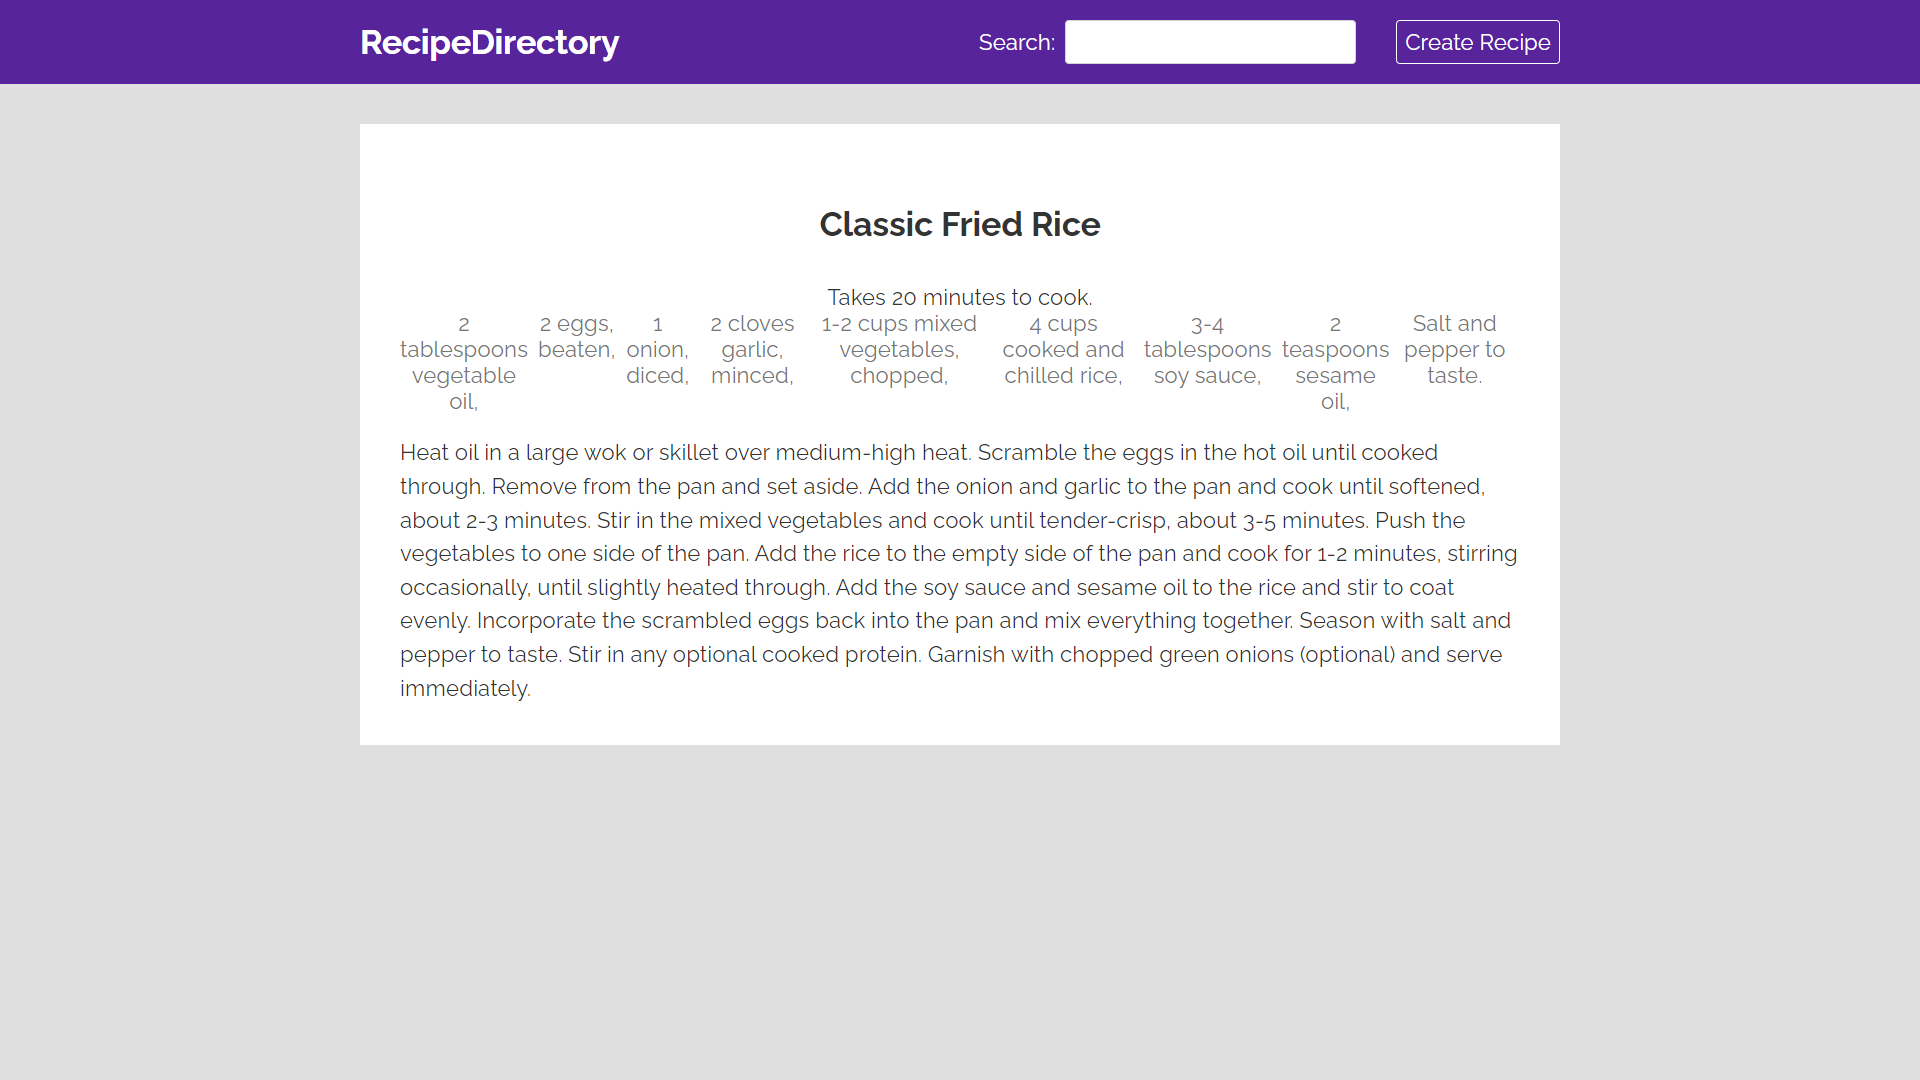 RecipeDirectory
Search:
Create Recipe
Classic Fried Rice
Takes 20 minutes to cook.
2
tablespoons
vegetable
oil,
2 eggs,
beaten,
1
onion,
diced,
2 cloves
garlic,
minced,
1-2 cups mixed
vegetables,
chopped,
4 cups
cooked and
chilled rice,
3-4
tablespoons
soy sauce,
2
teaspoons
sesame
oil,
Salt and
pepper to
taste.
Heat oil in a large wok or skillet over medium-high heat. Scramble the eggs in the hot oil until cooked
through. Remove from the pan and set aside. Add the onion and garlic to the pan and cook until softened,
about 2-3 minutes. Stir in the mixed vegetables and cook until tender-crisp, about 3-5 minutes. Push the
vegetables to one side of the pan. Add the rice to the empty side of the pan and cook for 1-2 minutes, stirring
occasionally, until slightly heated through. Add the soy sauce and sesame oil to the rice and stir to coat
evenly. Incorporate the scrambled eggs back into the pan and mix everything together. Season with salt and
pepper to taste. Stir in any optional cooked protein. Garnish with chopped green onions (optional) and serve
immediately.